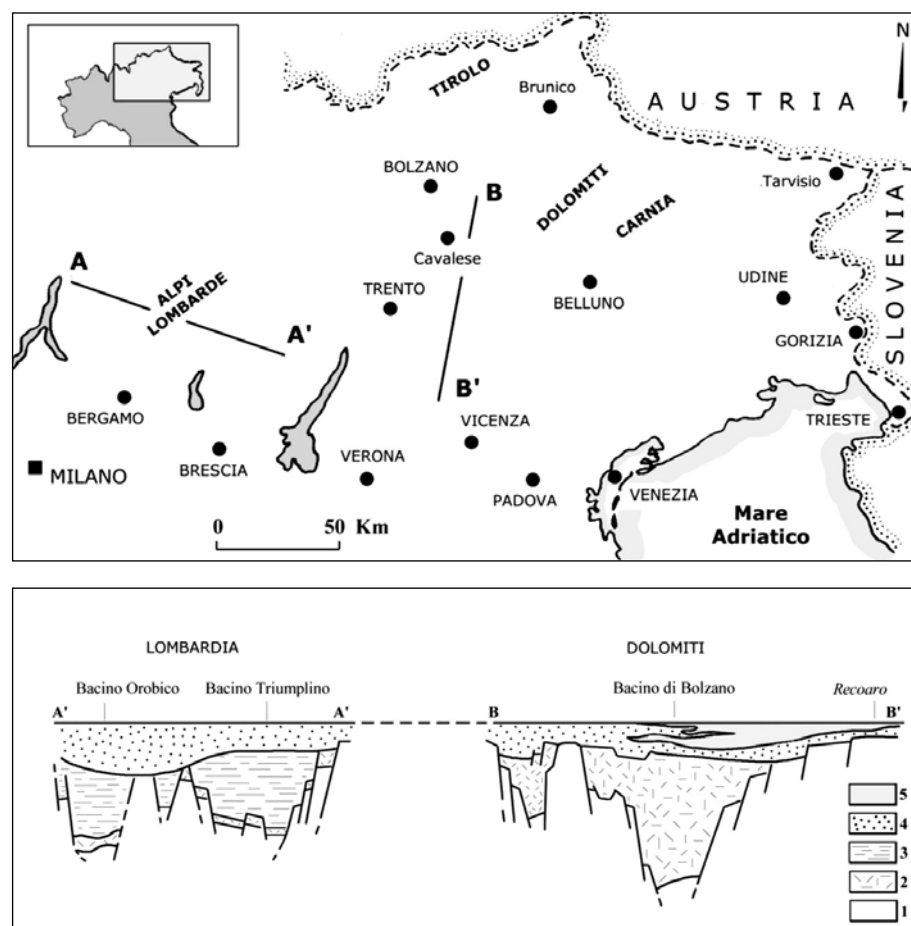 N
TIROLO
Brunico
AUSTRIA
BOLZANO
B
DOLOMITI
CARNIA
Tarvisio
SLOVENIA
Cavalese
A
ALPI
LOMBARDE
TRENTO
BELLUNO
UDINE
GORIZIA
A'
B'
BERGAMO
BRESCIA
VERONA
VICENZA
PADOVA
VENEZIA
TRIESTE
MILANO
0 50 Km
Mare
Adriatico
LOMBARDIA DOLOMITI
Bacino Orobico Bacino Triumplino Bacino di Bolzano Recoaro
A' A' B B'
5
4
3
2
1